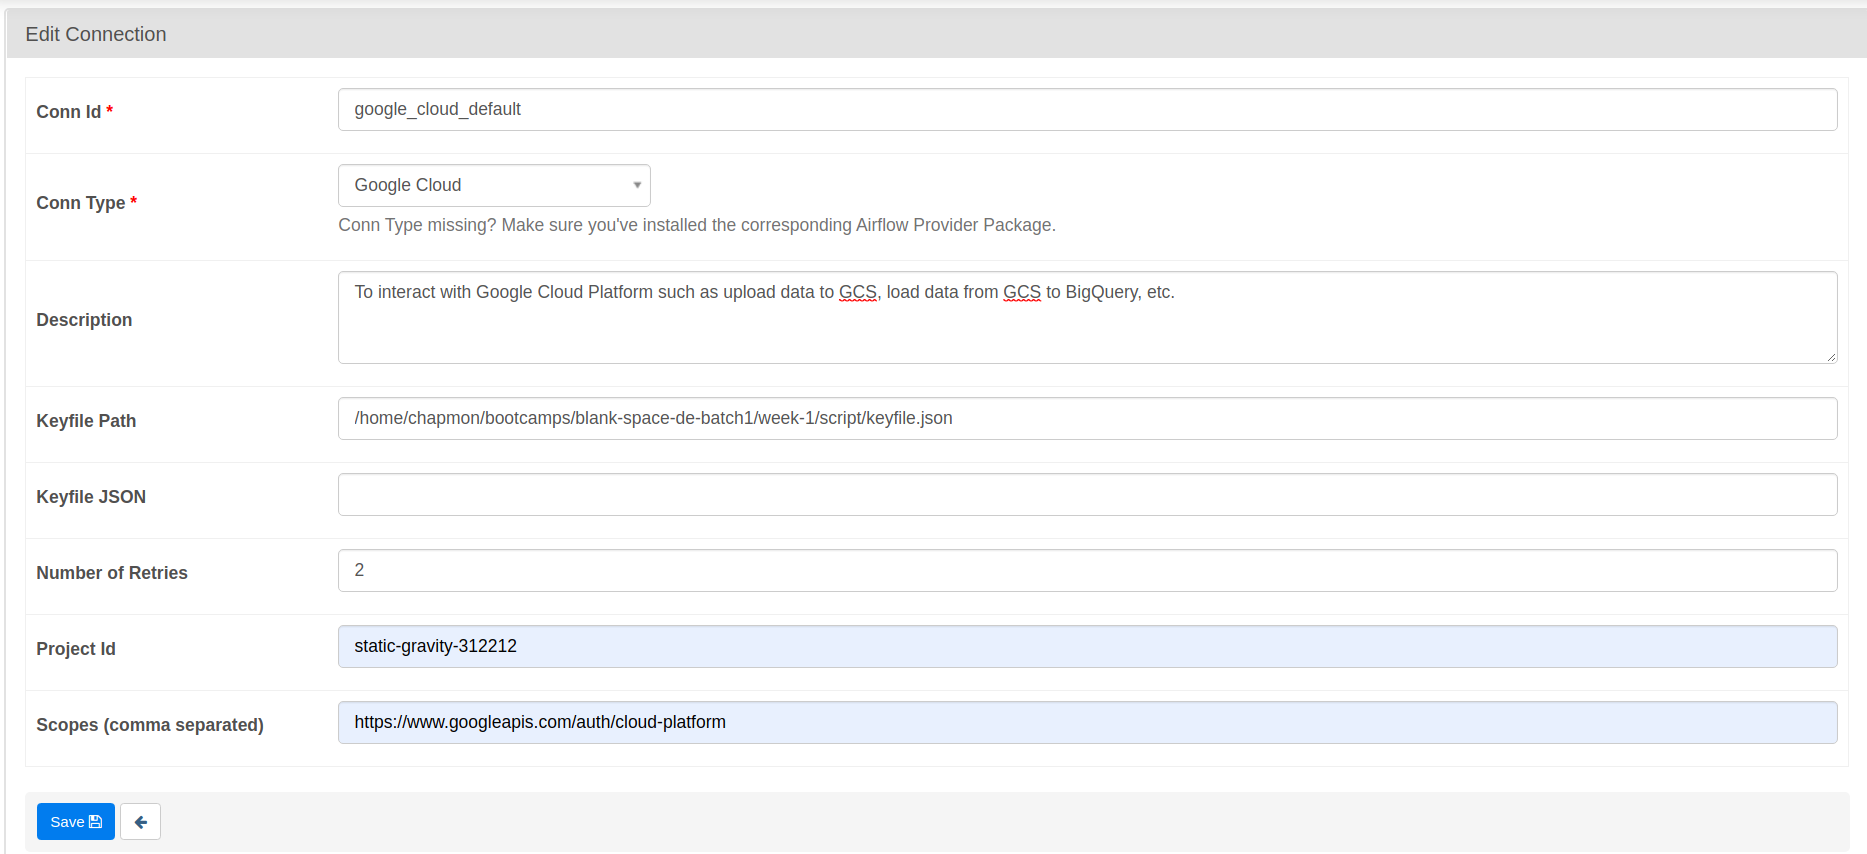 Edit Connection
Conn Id *
google_cloud_default
Conn Type *
Google Cloud
Conn Type missing? Make sure you've installed the corresponding Airflow Provider Package.
Description
To interact with Google Cloud Platform such as upload data to GCS, load data from GCS to BigQuery, etc.
Keyfile Path
/home/chapmon/bootcamps/blank-space-de-batch1/week-1/script/keyfile.json
Keyfile JSON
Number of Retries
2
Project Id
static-gravity-312212
Scopes (comma separated)
https://www.googleapis.com/auth/cloud-platform
Save